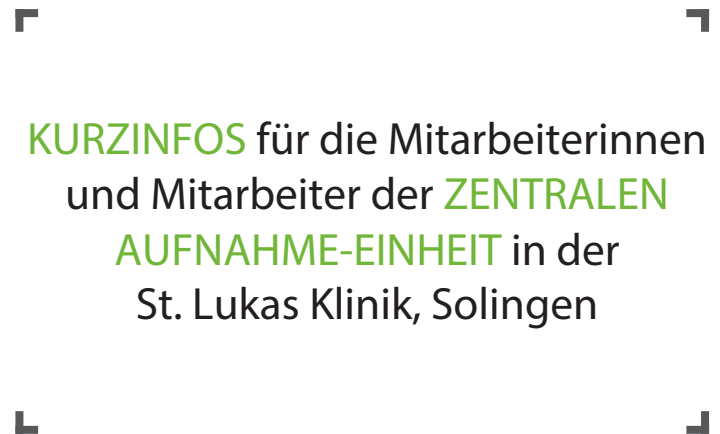 KURZINFOS für die Mitarbeiterinnen
und Mitarbeiter der ZENTRALEN
AUFNAHME-EINHEIT in der
St. Lukas Klinik, Solingen